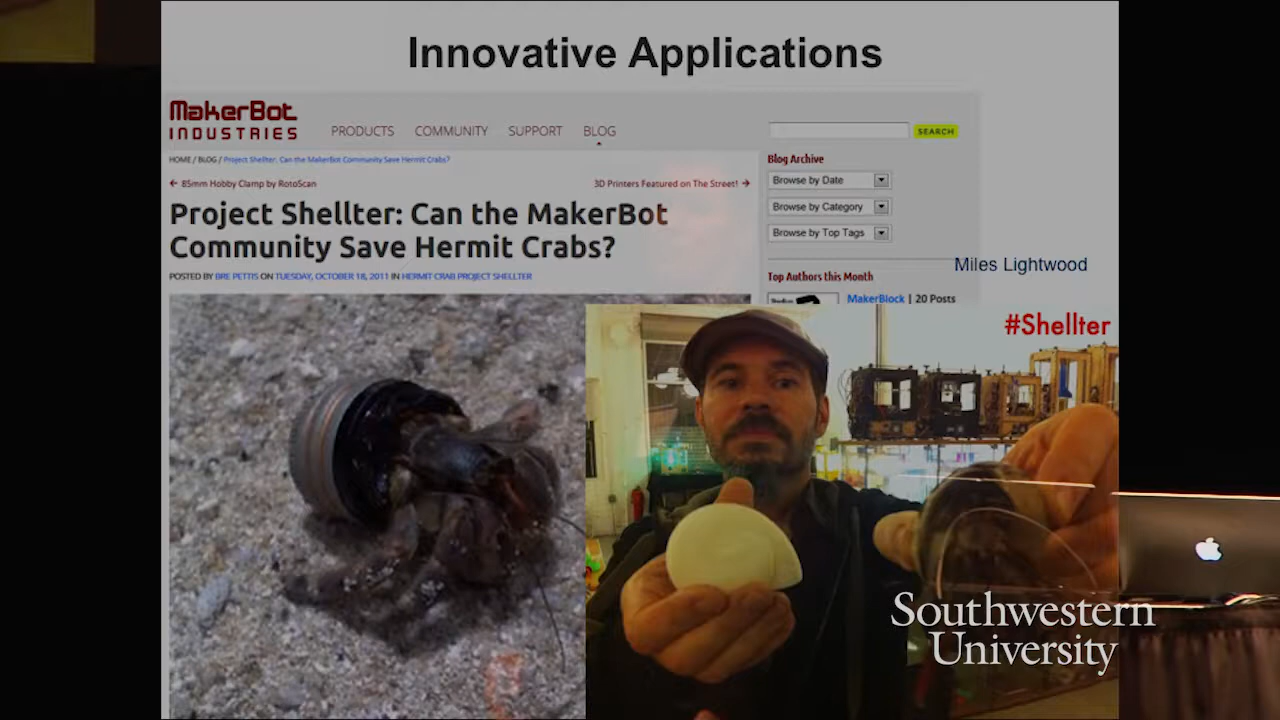 Innovative Applications
MakerBot
INDUSTRIES
PRODUCTS COMMUNITY SUPPORT BLOG
SEARCH
HOME / BLOG / Project Shellter: Can the MakerBot Community Save Hermit Crabs?
Blog Archive
← 85mm Hobby Clamp by RotoScan
3D Printers Featured on The Street! →
Browse by Date
Project Shellter: Can the MakerBot
Community Save Hermit Crabs?
Browse by Category
Browse by Top Tags
POSTED BY BRE PETTIS ON TUESDAY, OCTOBER 18, 2011 IN HERMIT CRAB PROJECT SHELLTER
Top Authors this Month
Miles Lightwood
MakerBlock | 20 Posts
#Shellter
Southwestern
University